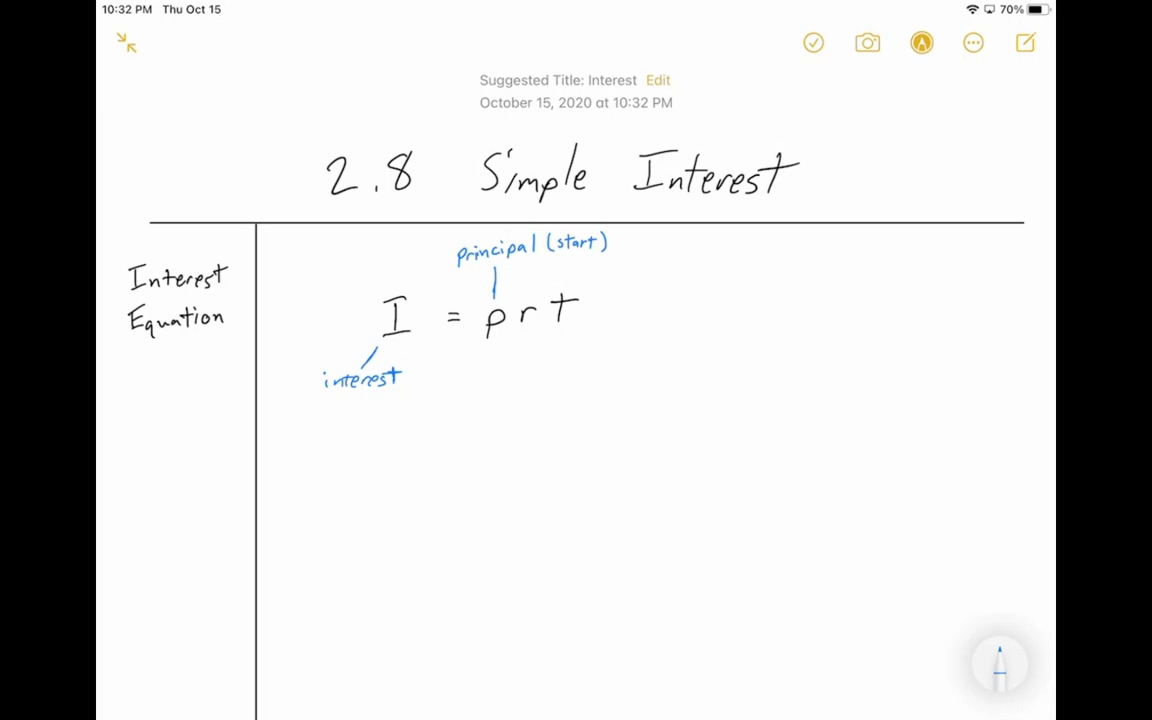 10:32 PM Thu Oct 15
70%
Suggested Title: Interest Edit
October 15, 2020 at 10:32 PM
2.8 Simple Interest
principal (start)
Interest
Equation
I = p r t
interest